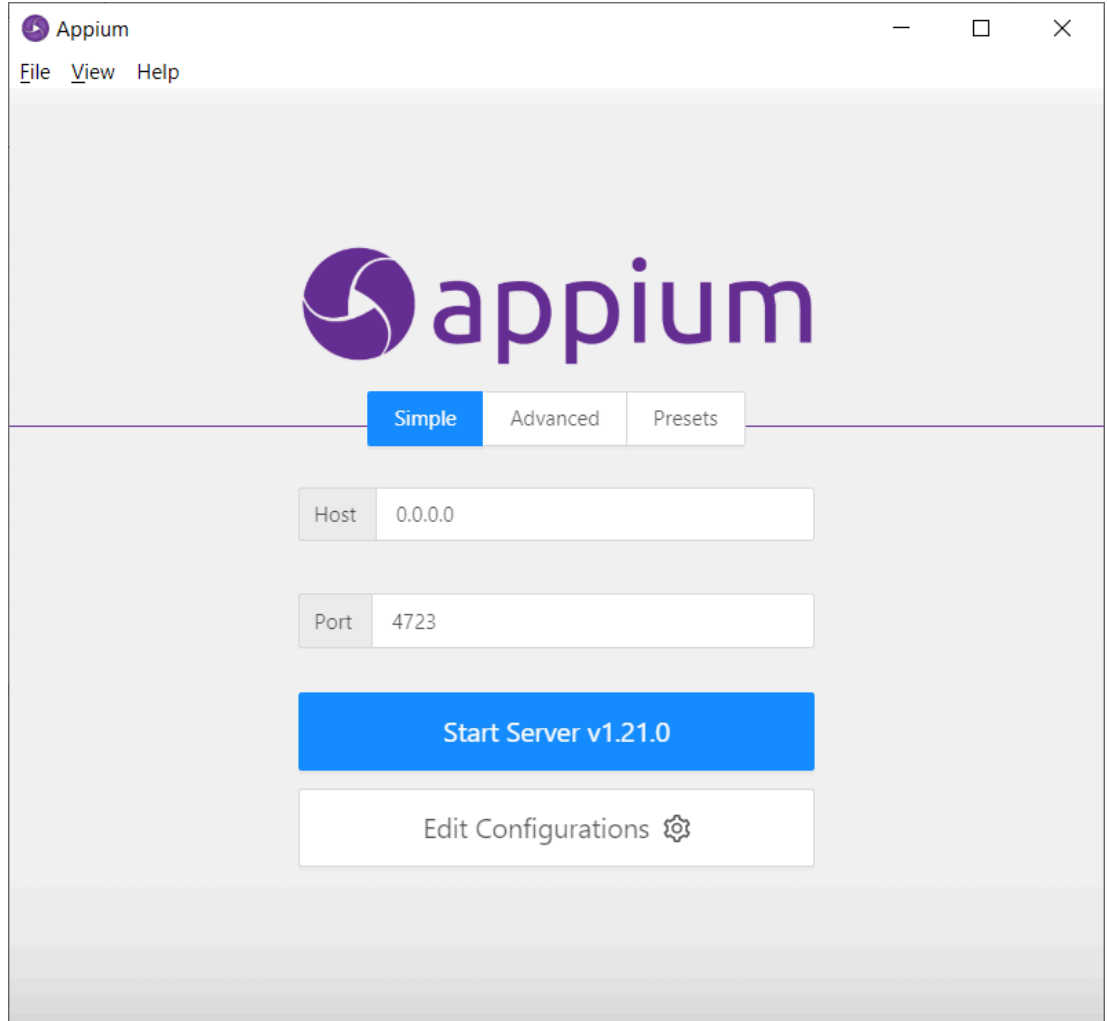 Appium
File View Help
appium
Simple Advanced Presets
Host 0.0.0.0
Port 4723
Start Server v1.21.0
Edit Configurations